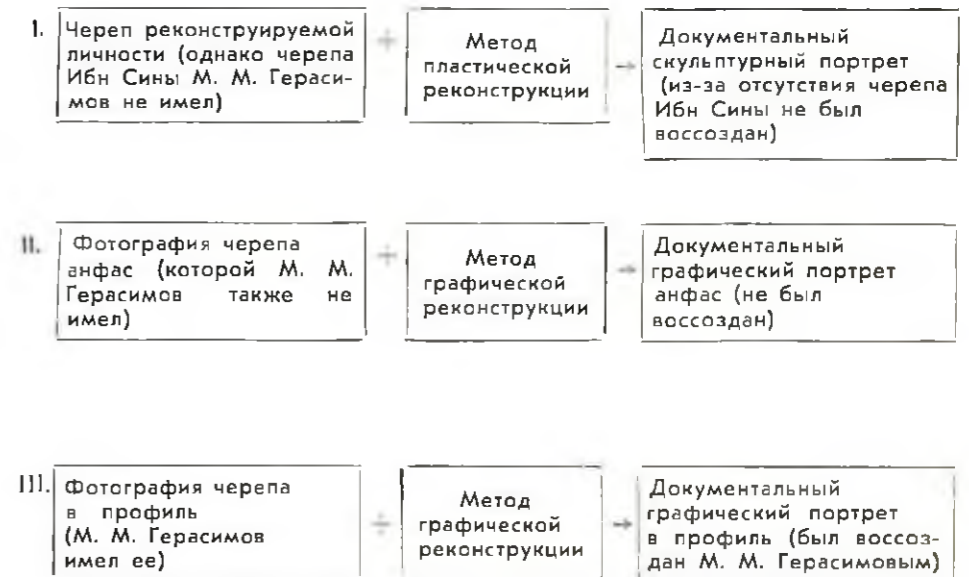 I.
Череп реконструируемой
личности (однако черепа
Ибн Сины М. М. Гераси-
мов не имел)
+
Метод
пластической
реконструкции
→
Документальный
скульптурный портрет
(из-за отсутствия черепа
Ибн Сины не был
воссоздан)
II.
Фотография черепа
анфас (которой М. М.
Герасимов также не
имел)
+
Метод
графической
реконструкции
→
Документальный
графический портрет
анфас (не был
воссоздан)
III.
Фотография черепа
в профиль
(М. М. Герасимов
имел ее)
+
Метод
графической
реконструкции
→
Документальный
графический портрет
в профиль (был воссоз-
дан М. М. Герасимовым)